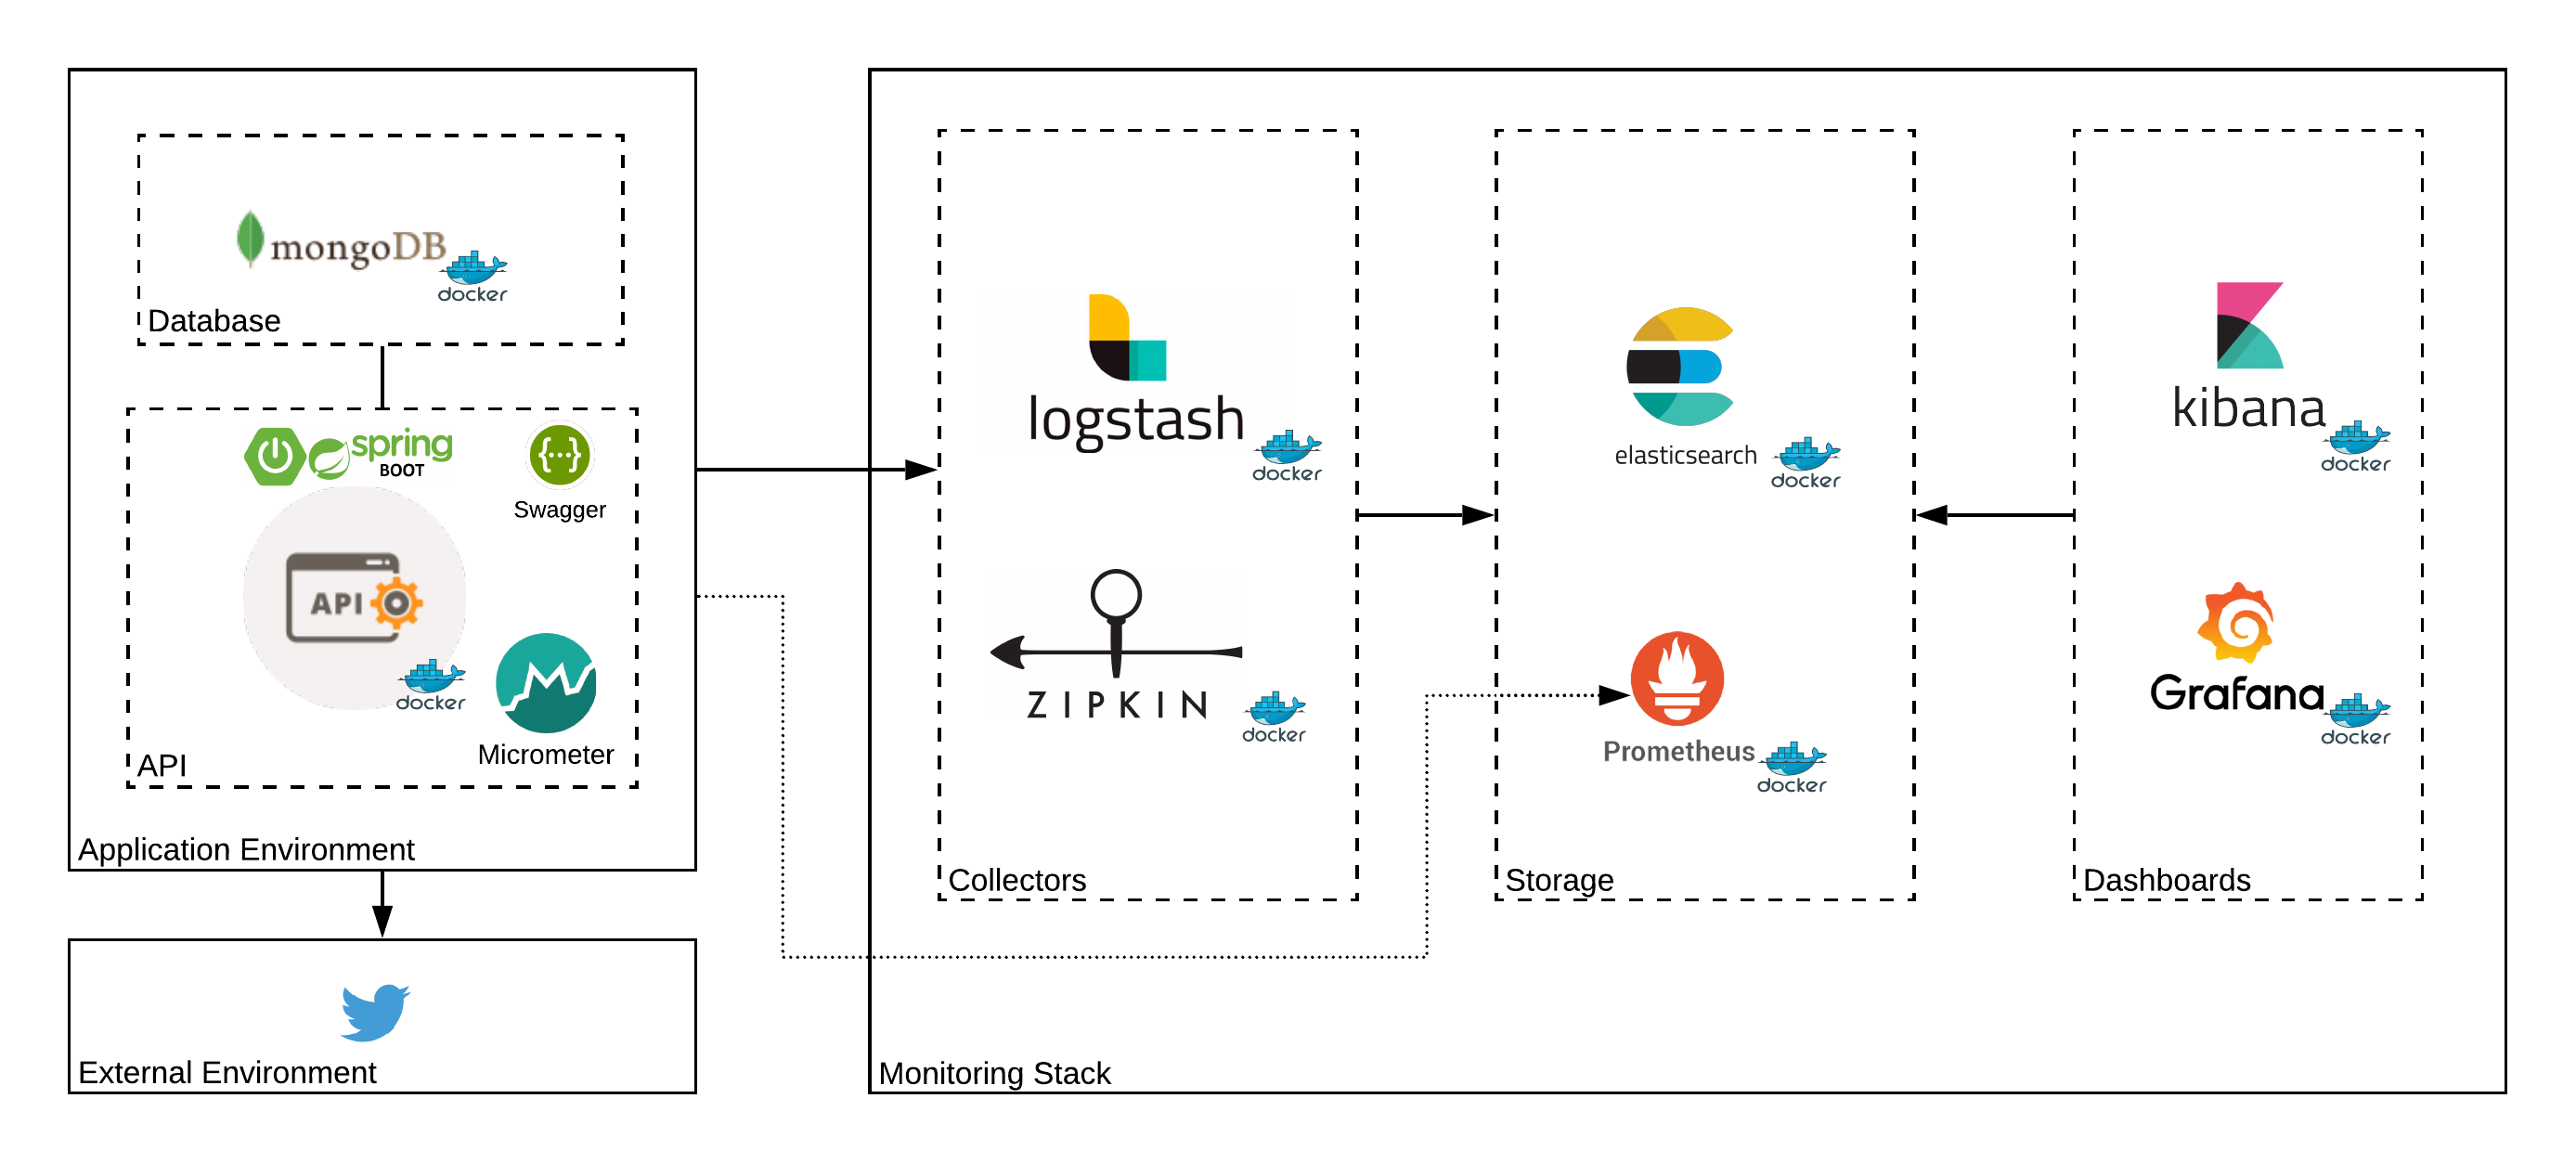 mongoDB
docker
Database
spring
BOOT
Swagger
API
docker
Micrometer
API
Application Environment
External Environment
logstash
docker
ZIPKIN
docker
Collectors
elasticsearch
docker
Prometheus
docker
Storage
kibana
docker
Grafana
docker
Dashboards
Monitoring Stack